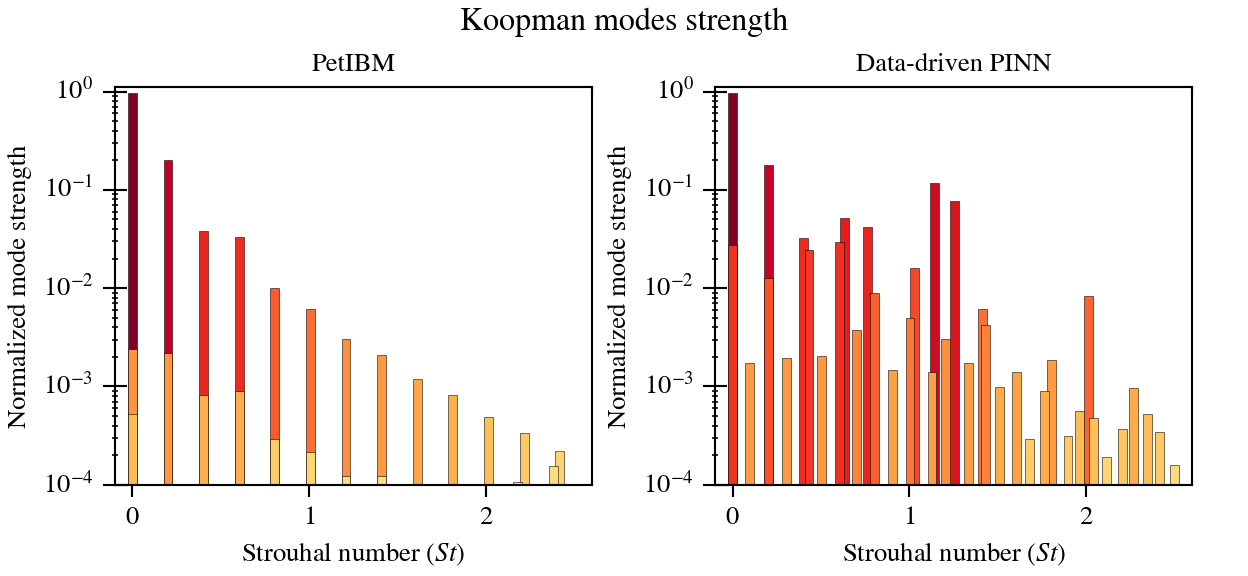 Koopman modes strength
PetIBM
Normalized mode strength
10^0
10^−1
10^−2
10^−3
10^−4
0 1 2
Strouhal number (St)
Data-driven PINN
Normalized mode strength
10^0
10^−1
10^−2
10^−3
10^−4
0 1 2
Strouhal number (St)